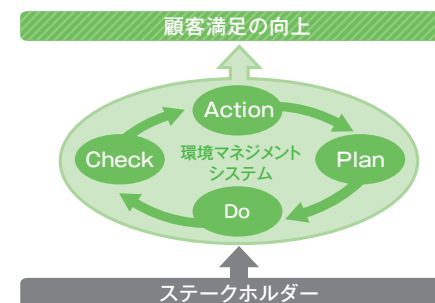 顧客満足の向上
Action
Check
環境マネジメント
システム
Plan
Do
ステークホルダー